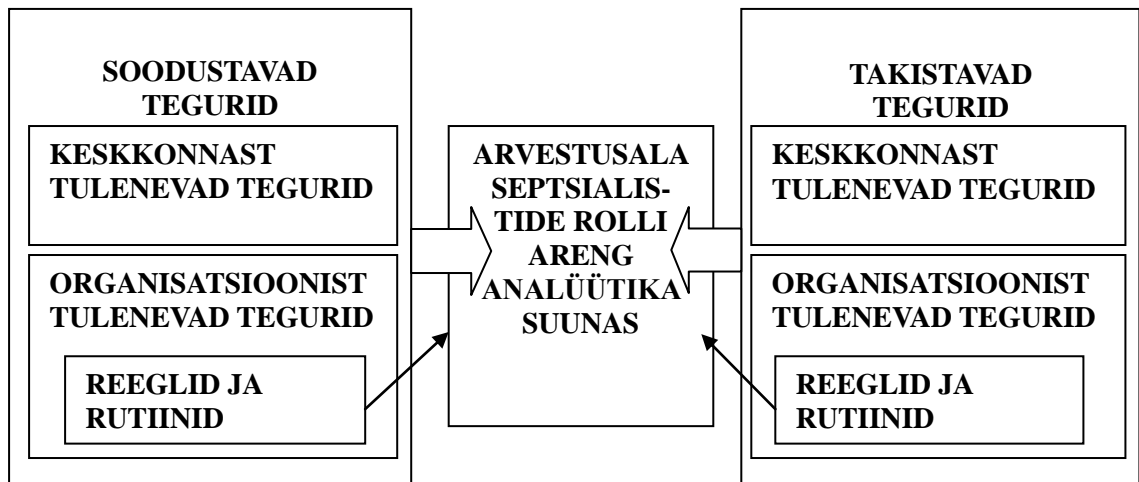 SOODUSTAVAD
TEGURID
KESKKONNAST
TULENEVAD TEGURID
ORGANISATSIOONIST
TULENEVAD TEGURID
REEGLID JA
RUTIINID
ARVESTUSALA
SEPTSIALIS-
TIDE ROLLI
ARENG
ANALÜÜTIKA
SUUNAS
TAKISTAVAD
TEGURID
KESKKONNAST
TULENEVAD TEGURID
ORGANISATSIOONIST
TULENEVAD TEGURID
REEGLID JA
RUTIINID